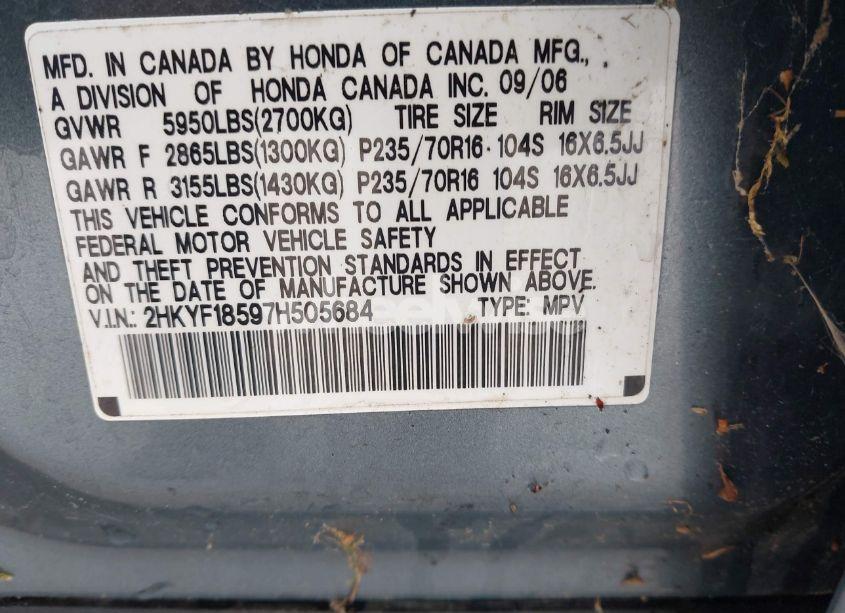 MFD. IN CANADA BY HONDA OF CANADA MFG.,
A DIVISION OF HONDA CANADA INC. 09/06
GVWR 5950LBS(2700KG) TIRE SIZE RIM SIZE
GAWR F 2865LBS(1300KG) P235/70R16 104S 16X6.5JJ
GAWR R 3155LBS(1430KG) P235/70R16 104S 16X6.5JJ
THIS VEHICLE CONFORMS TO ALL APPLICABLE
FEDERAL MOTOR VEHICLE SAFETY
AND THEFT PREVENTION STANDARDS IN EFFECT
ON THE DATE OF MANUFACTURE SHOWN ABOVE.
V.I.N.: 2HKYF18597H505684 TYPE: MPV